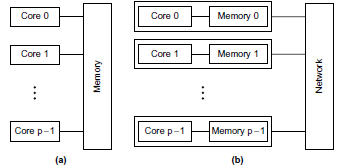 Core 0
Core 1
⋮
Core p−1
Memory
(a)
Core 0 Memory 0
Core 1 Memory 1
⋮
Core p−1 Memory p−1
Network
(b)